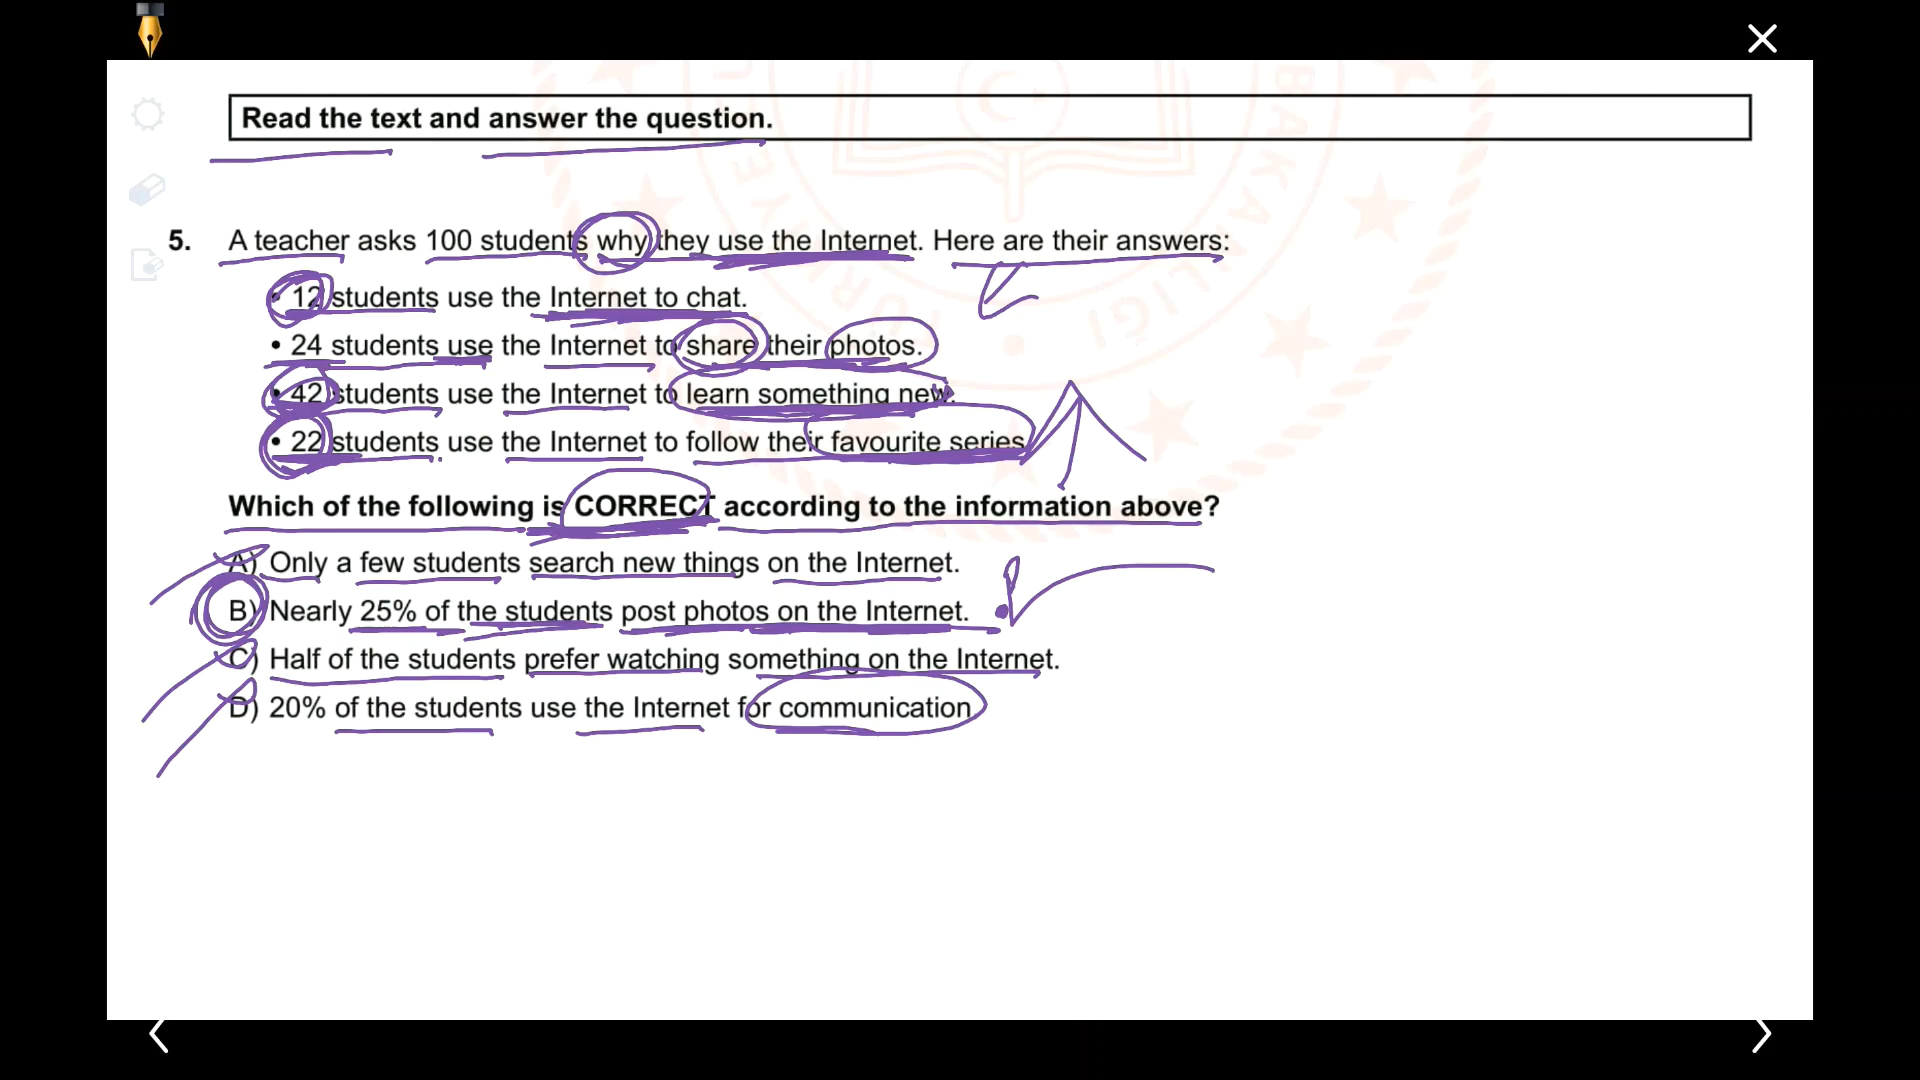 Read the text and answer the question.
5. A teacher asks 100 students why they use the Internet. Here are their answers:
• 12 students use the Internet to chat.
• 24 students use the Internet to share their photos.
• 42 students use the Internet to learn something new.
• 22 students use the Internet to follow their favourite series.
Which of the following is CORRECT according to the information above?
A) Only a few students search new things on the Internet.
B) Nearly 25% of the students post photos on the Internet.
C) Half of the students prefer watching something on the Internet.
D) 20% of the students use the Internet for communication.